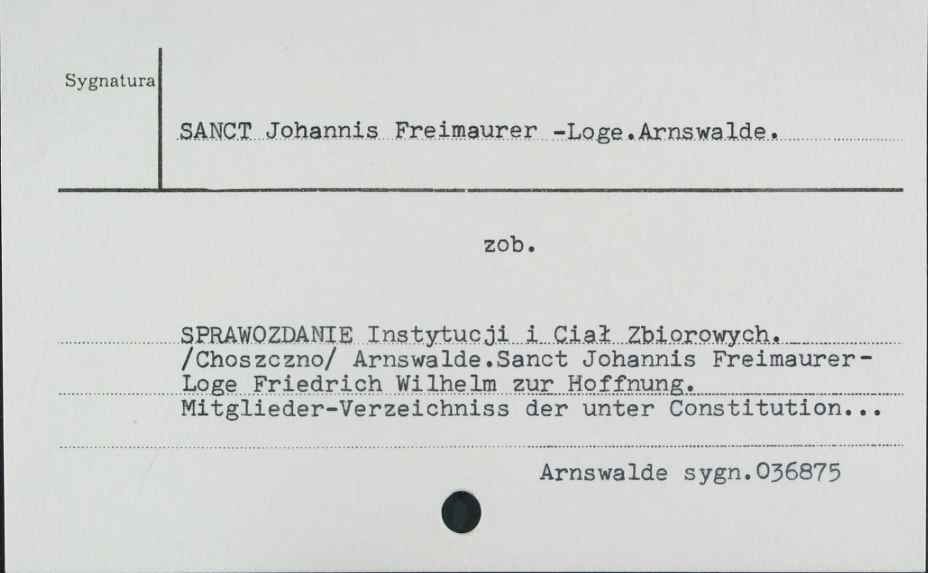 Sygnatura
SANCT Johannis Freimaurer -Loge.Arnswalde.
zob.
SPRAWOZDANIE Instytucji i Ciał Zbiorowych.
/Choszczno/ Arnswalde.Sanct Johannis Freimaurer-
Loge Friedrich Wilhelm zur Hoffnung.
Mitglieder-Verzeichniss der unter Constitution...
Arnswalde sygn.036875